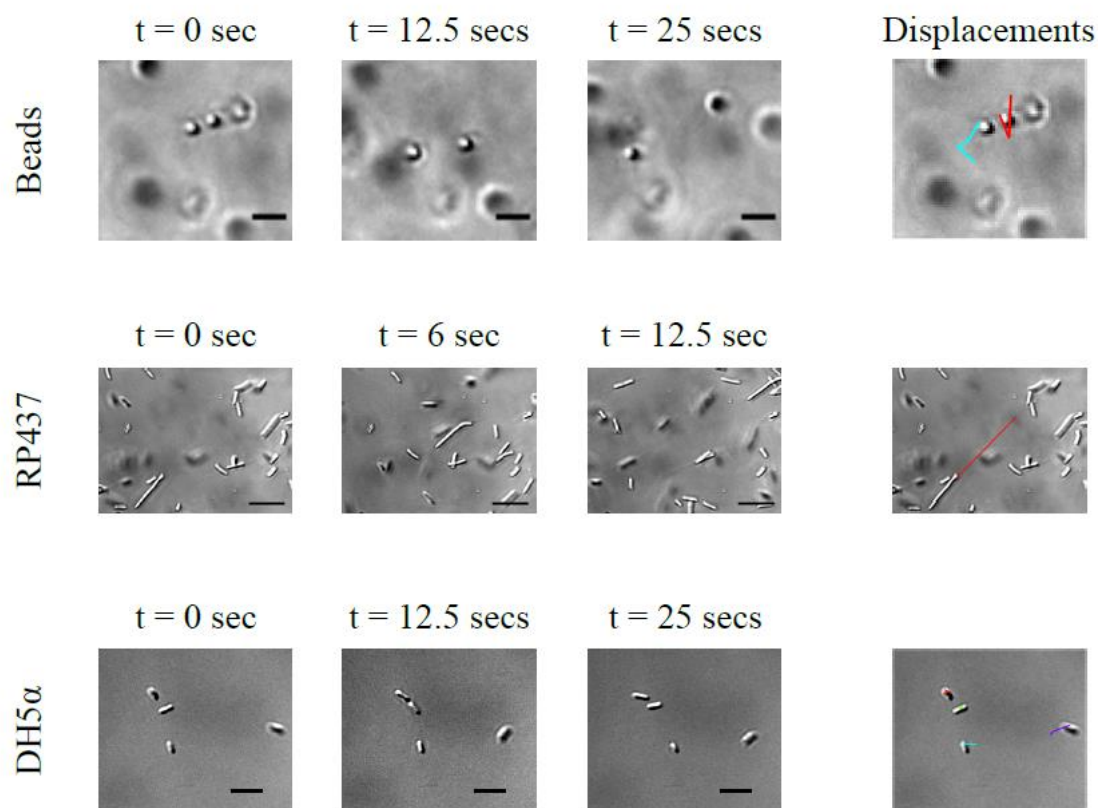 t = 0 sec t = 12.5 secs t = 25 secs Displacements
Beads
t = 0 sec t = 6 sec t = 12.5 sec
RP437
t = 0 sec t = 12.5 secs t = 25 secs
DH5α